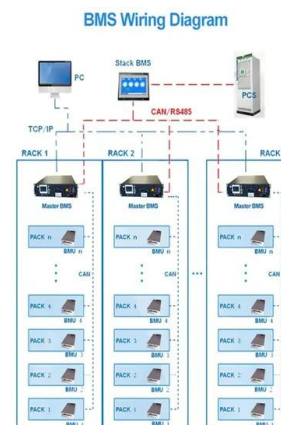 BMS Wiring Diagram
Stack BMS
PC
PCS
CAN/RS485
TCP/IP
RACK 1
RACK 2
RACK
Master BMS
Master BMS
Master BMS
PACK n
BMU n
PACK n
BMU n
PACK n
BMU n
CAN
CAN
CAN
PACK 4
BMU 4
PACK 4
BMU 4
PACK 4
BMU 4
PACK 3
BMU 3
PACK 3
BMU 3
PACK 3
BMU 3
PACK 2
BMU 2
PACK 2
BMU 2
PACK 2
BMU 2
PACK 1
PACK 1
PACK 1